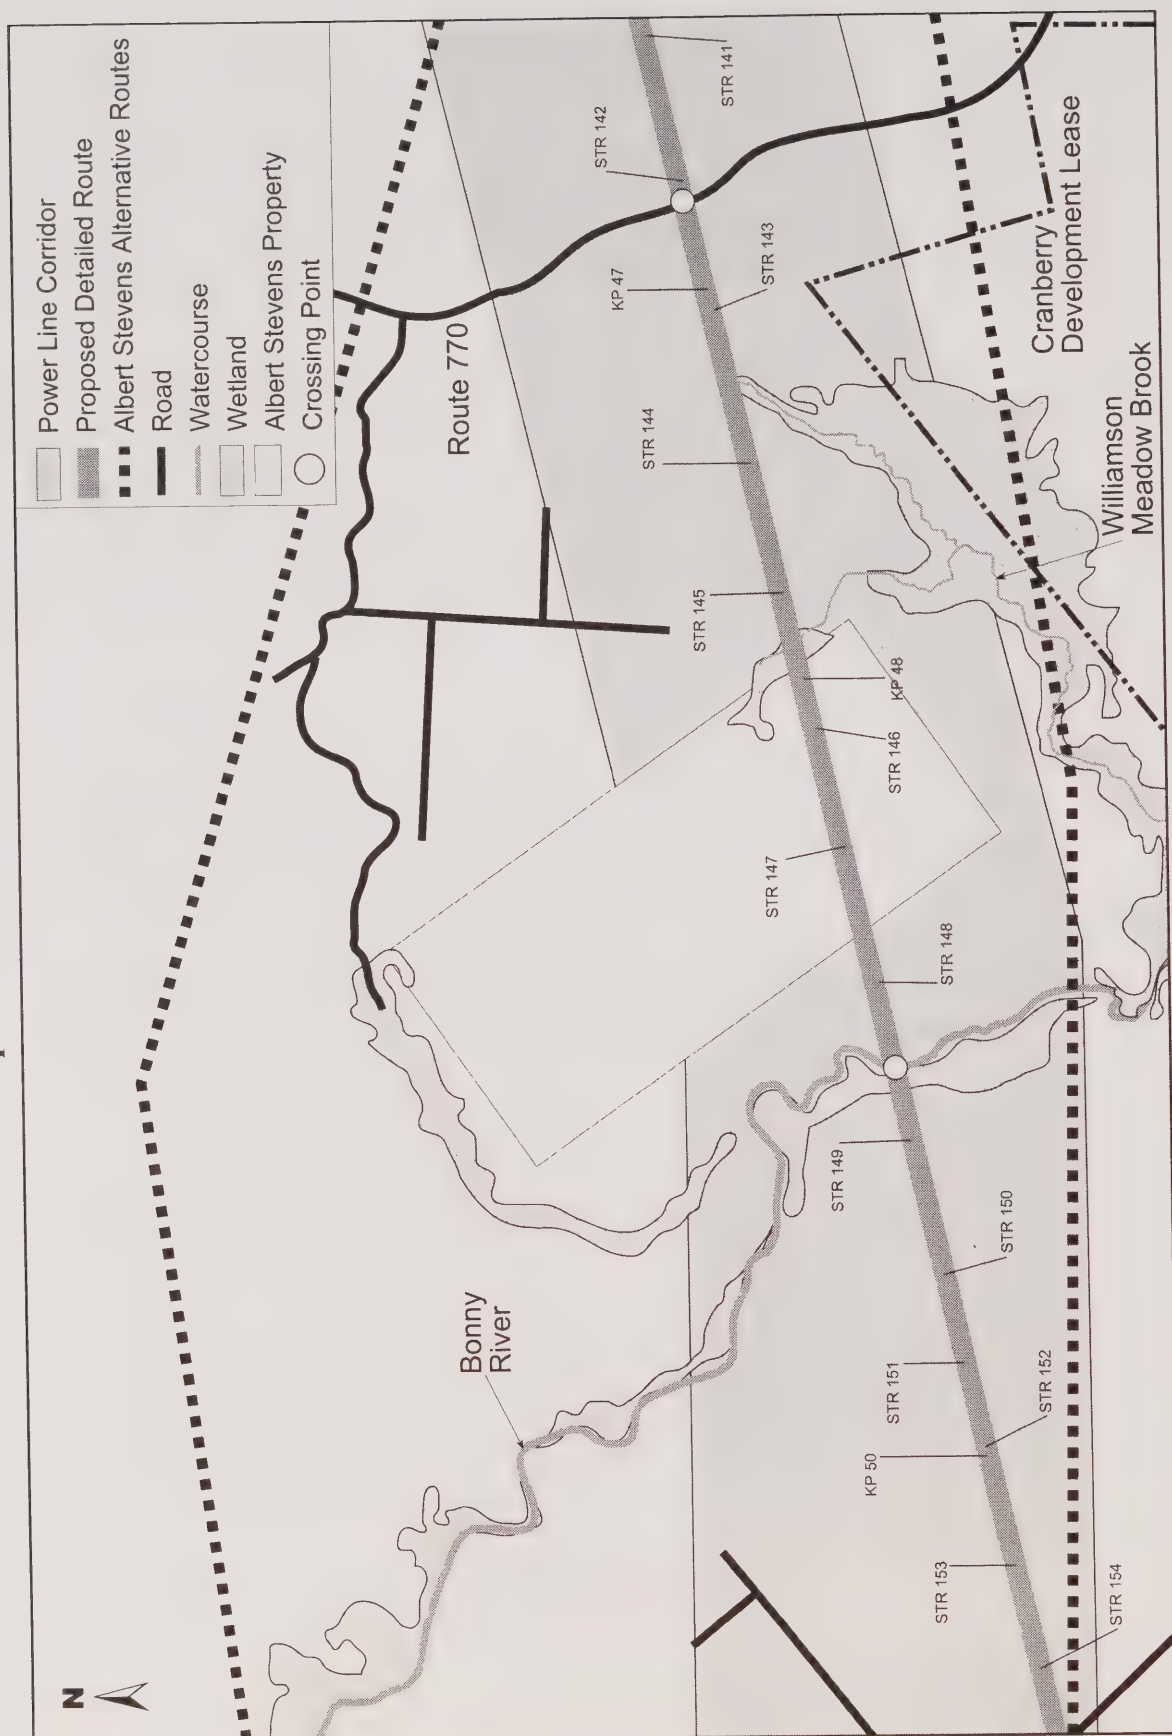 Power Line Corridor
Proposed Detailed Route
Albert Stevens Alternative Routes
Road
Watercourse
Wetland
Albert Stevens Property
Crossing Point
N
Route 770
Bonny
River
Cranberry
Development Lease
Williamson
Meadow Brook
STR 154
STR 153
KP 50
STR 152
STR 151
STR 150
STR 149
STR 148
STR 147
STR 146
KP 48
STR 145
STR 144
STR 143
KP 47
STR 142
STR 141